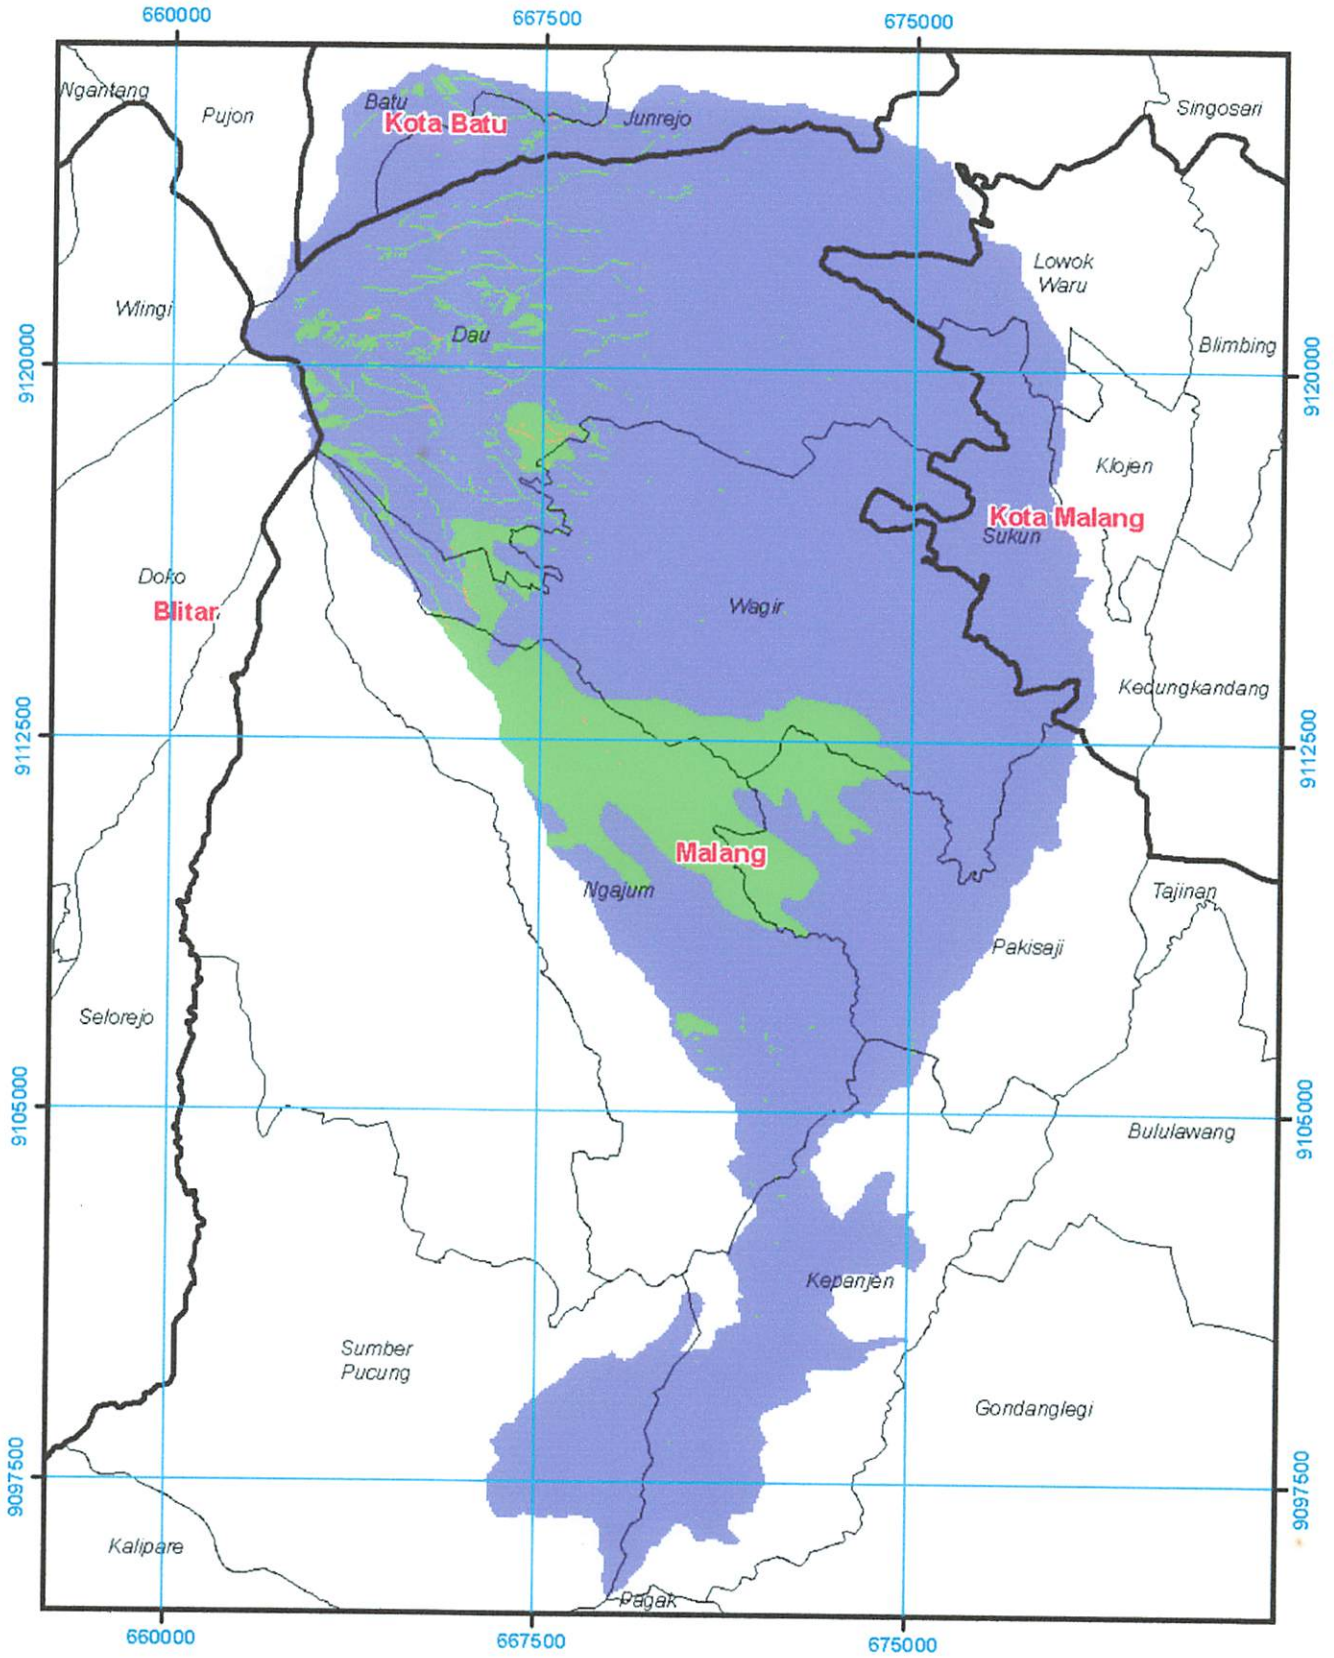 660000
667500
675000
Ngantang
Pujon
Batu
Kota Batu
Junrejo
Singosari
Lowok
Waru
Wlingi
Dau
Blimbing
9120000
9120000
Klojen
Kota Malang
Sukun
Doko
Blitar
Wagir
Kedungkandang
9112500
9112500
Malang
Ngajum
Tajinan
Pakisaji
Selorejo
9105000
9105000
Bululawang
Kepanjen
Sumber
Pucung
Gondanglegi
9097500
9097500
Kalipare
Pagak
660000
667500
675000